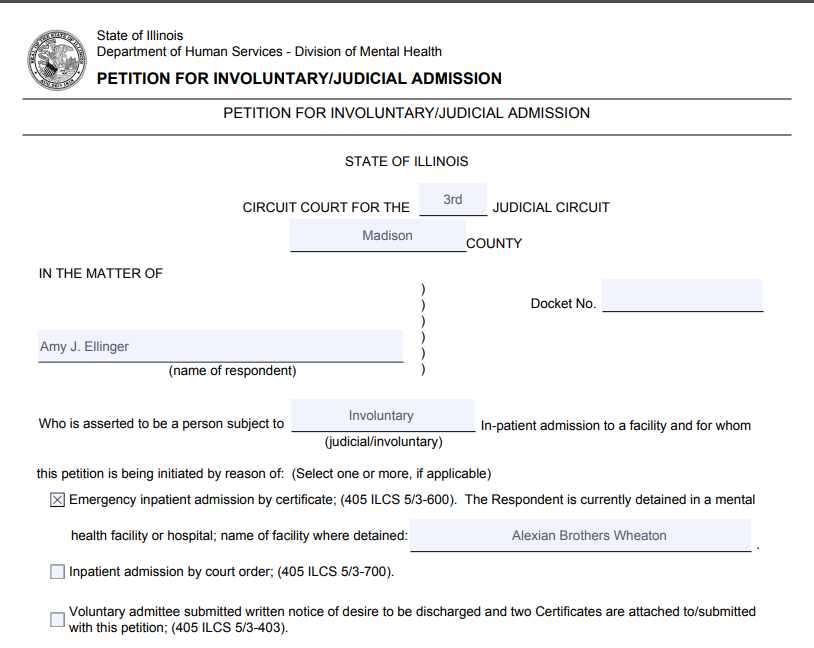 State of Illinois
Department of Human Services - Division of Mental Health
PETITION FOR INVOLUNTARY/JUDICIAL ADMISSION
PETITION FOR INVOLUNTARY/JUDICIAL ADMISSION
STATE OF ILLINOIS
CIRCUIT COURT FOR THE 3rd JUDICIAL CIRCUIT
Madison COUNTY
IN THE MATTER OF
)
)
Docket No.
)
)
Amy J. Ellinger
)
(name of respondent) )
Who is asserted to be a person subject to Involuntary In-patient admission to a facility and for whom
(judicial/involuntary)
this petition is being initiated by reason of: (Select one or more, if applicable)
Emergency inpatient admission by certificate; (405 ILCS 5/3-600). The Respondent is currently detained in a mental
health facility or hospital; name of facility where detained: Alexian Brothers Wheaton .
Inpatient admission by court order; (405 ILCS 5/3-700).
Voluntary admittee submitted written notice of desire to be discharged and two Certificates are attached to/submitted
with this petition; (405 ILCS 5/3-403).